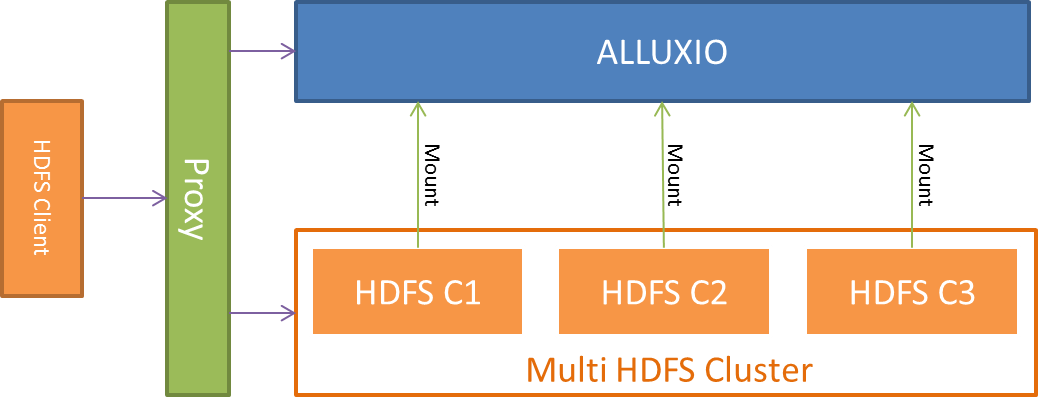 HDFS Client
Proxy
ALLUXIO
Mount
Mount
Mount
HDFS C1
HDFS C2
HDFS C3
Multi HDFS Cluster